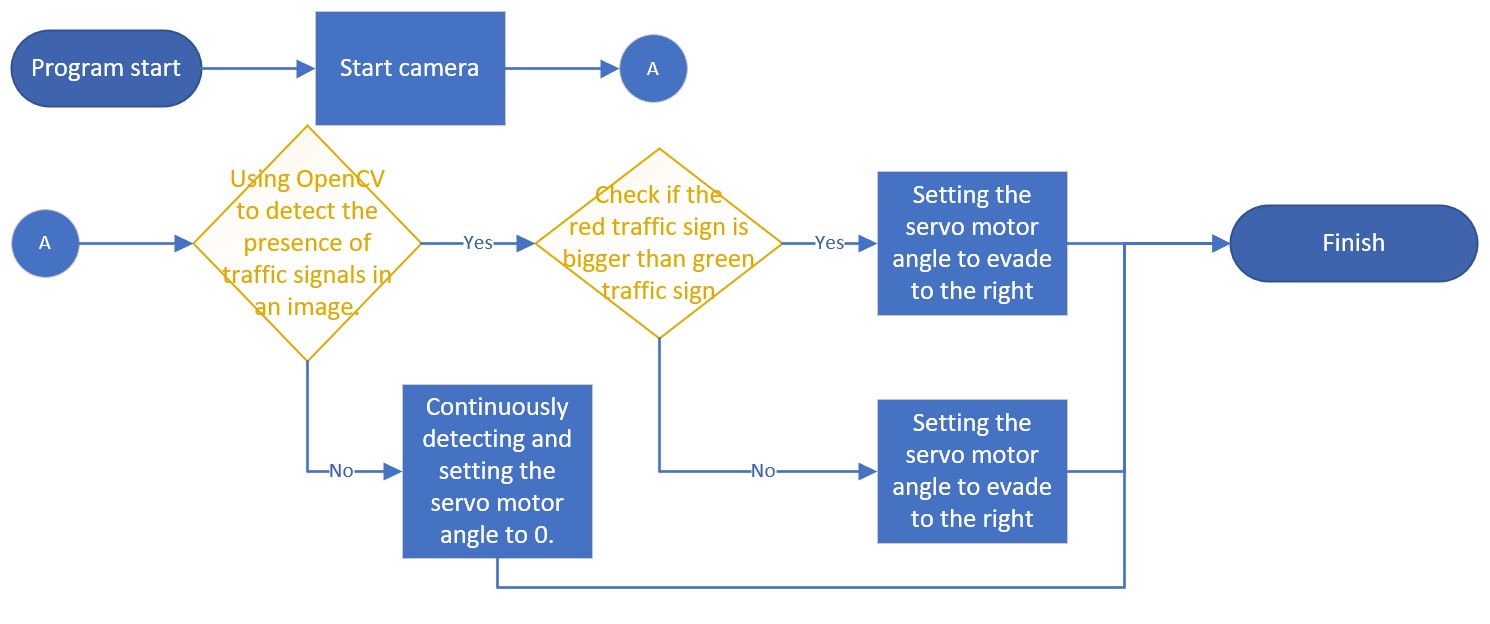 Program start
Start camera
A
A
Using OpenCV
to detect the
presence of
traffic signals in
an image.
Yes
Check if the
red traffic sign is
bigger than green
traffic sign
Yes
Setting the
servo motor
angle to evade
to the right
Finish
No
Continuously
detecting and
setting the
servo motor
angle to 0.
No
Setting the
servo motor
angle to evade
to the right